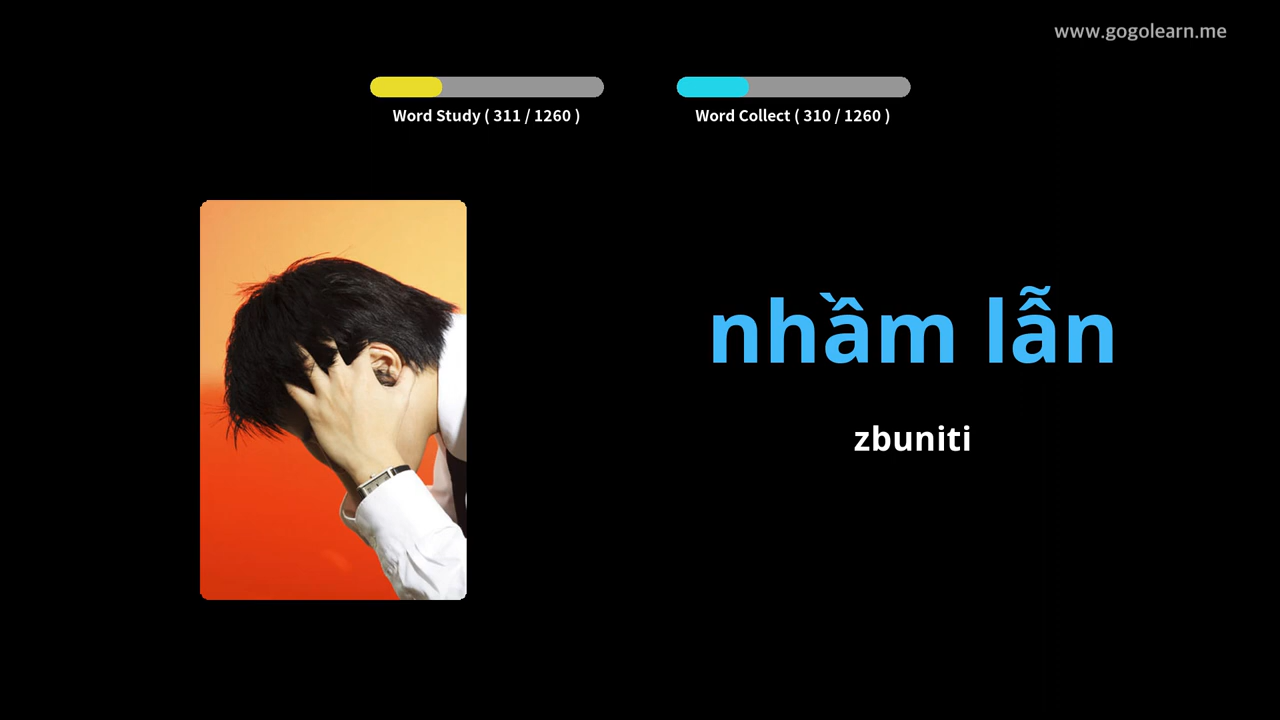 www.gogolearn.me
Word Study ( 311 / 1260 )
Word Collect ( 310 / 1260 )
nhầm lẫn
zbuniti